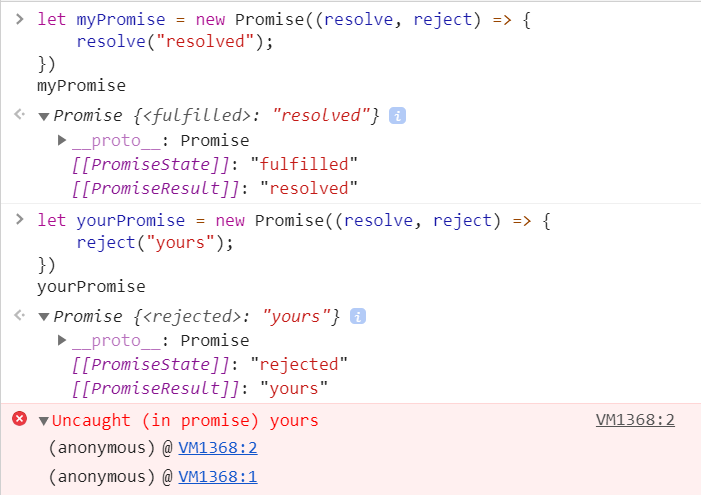 let myPromise = new Promise((resolve, reject) => {
    resolve("resolved");
})
myPromise
Promise {<fulfilled>: "resolved"} i
__proto__: Promise
[[PromiseState]]: "fulfilled"
[[PromiseResult]]: "resolved"
let yourPromise = new Promise((resolve, reject) => {
    reject("yours");
})
yourPromise
Promise {<rejected>: "yours"} i
__proto__: Promise
[[PromiseState]]: "rejected"
[[PromiseResult]]: "yours"
Uncaught (in promise) yours VM1368:2
(anonymous) @ VM1368:2
(anonymous) @ VM1368:1